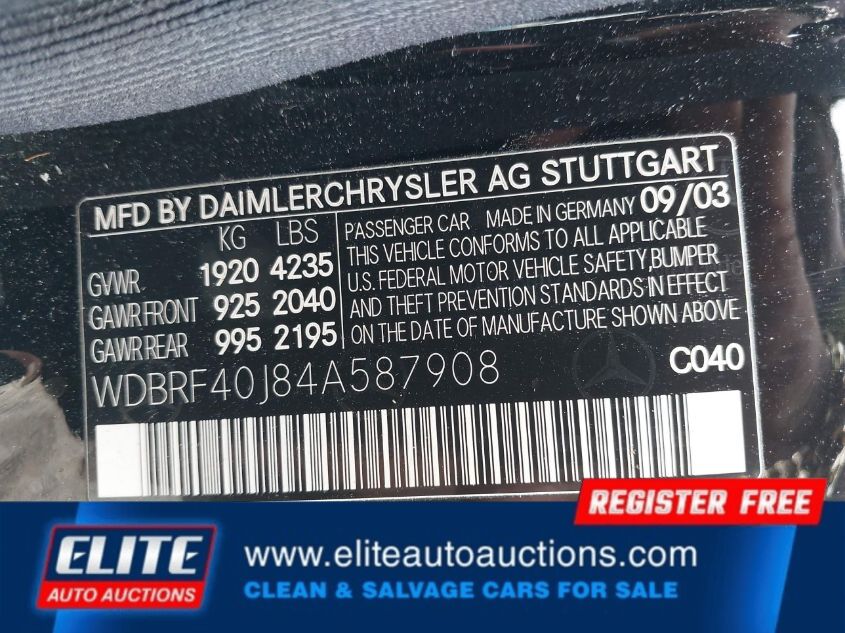 MFD BY DAIMLERCHRYSLER AG STUTTGART
KG LBS
GVWR 1920 4235
GAWR FRONT 925 2040
GAWR REAR 995 2195
PASSENGER CAR MADE IN GERMANY 09/03
THIS VEHICLE CONFORMS TO ALL APPLICABLE
U.S. FEDERAL MOTOR VEHICLE SAFETY, BUMPER
AND THEFT PREVENTION STANDARDS IN EFFECT
ON THE DATE OF MANUFACTURE SHOWN ABOVE
WDBRF40J84A587908
C040
REGISTER FREE
ELITE
AUTO AUCTIONS
www.eliteautoauctions.com
CLEAN & SALVAGE CARS FOR SALE